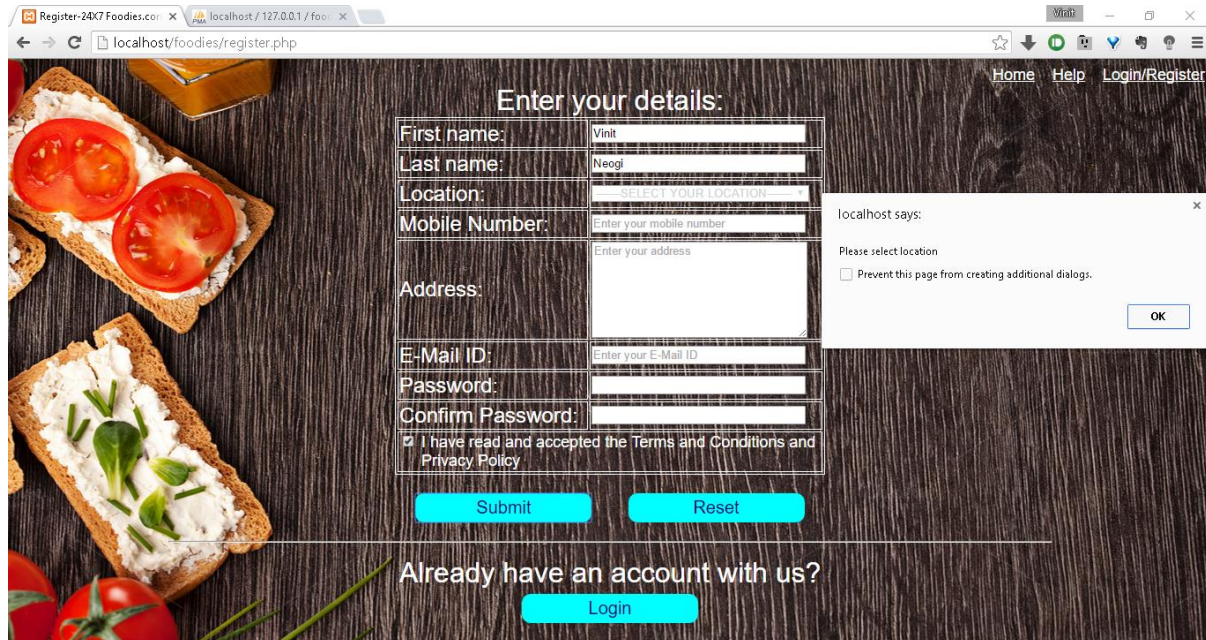 Register-24X7 Foodies.con
localhost / 127.0.0.1 / food
Vinit
localhost/foodies/register.php
Home Help Login/Register
Enter your details:
First name: Vinit
Last name: Neogi
Location: -----SELECT YOUR LOCATION-----
Mobile Number: Enter your mobile number
Address: Enter your address
E-Mail ID: Enter your E-Mail ID
Password:
Confirm Password:
I have read and accepted the Terms and Conditions and
Privacy Policy
Submit Reset
Already have an account with us?
Login
localhost says:
Please select location
Prevent this page from creating additional dialogs.
OK